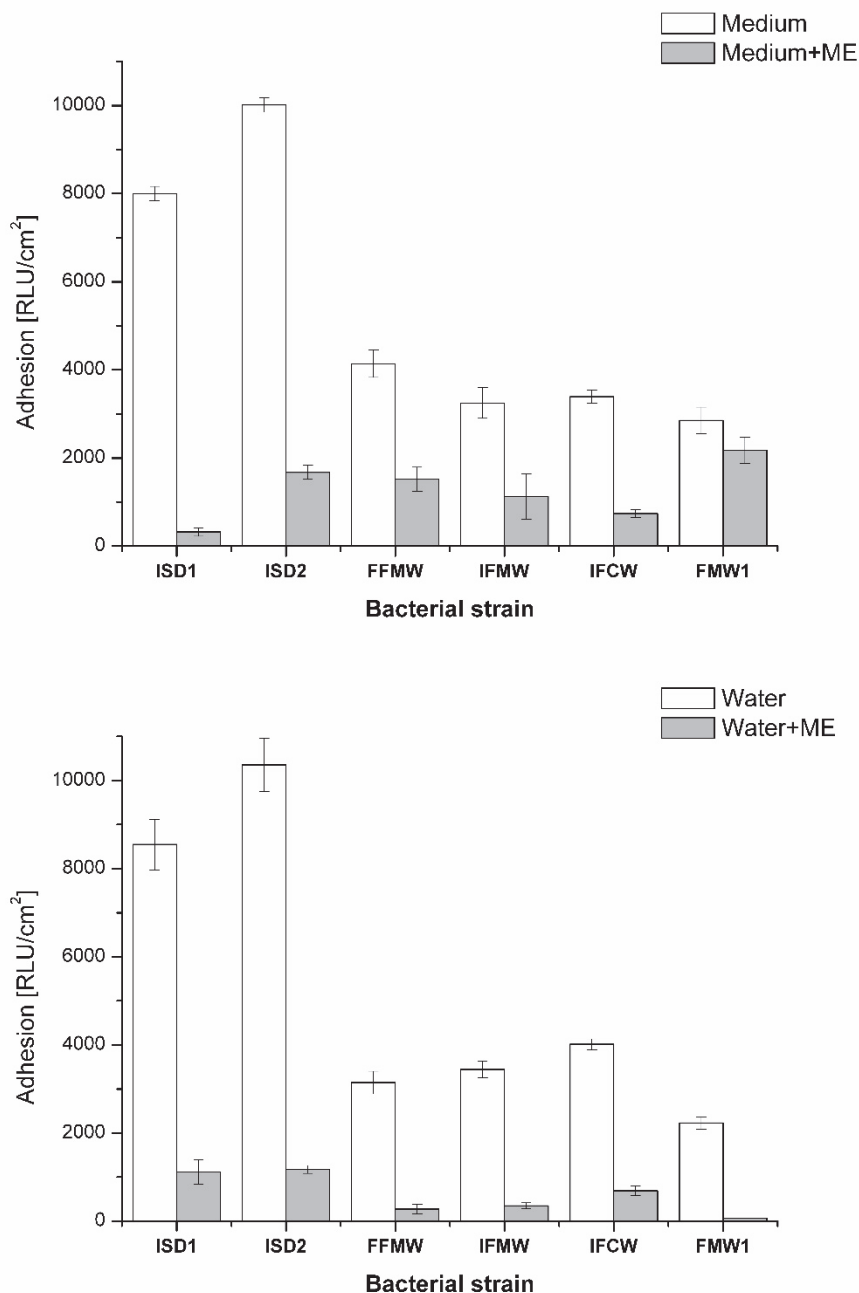 Medium
Medium+ME
10000
8000
6000
4000
2000
0
Adhesion [RLU/cm²]
ISD1 ISD2 FFMW IFMW IFCW FMW1
Bacterial strain
Water
Water+ME
10000
8000
6000
4000
2000
0
Adhesion [RLU/cm²]
ISD1 ISD2 FFMW IFMW IFCW FMW1
Bacterial strain